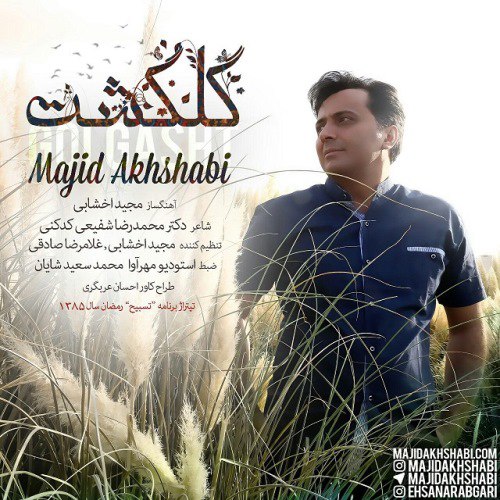 گلگشت
GOLGASHT
Majid Akhshabi
آهنگساز مجید اخشابی
شاعر دکتر محمدرضا شفیعی کدکنی
تنظیم کننده مجید اخشابی، غلامرضا صادقی
ضبط استودیو مهرآوا محمد سعید شایان
طراح کاور احسان عربگری
تیتراژ برنامه "تسبیح" رمضان سال ۱۳۸۵
MAJIDAKHSHABI.COM
MAJIDAKHSHABI
MAJIDAKHSHABI
EHSANARABGARI